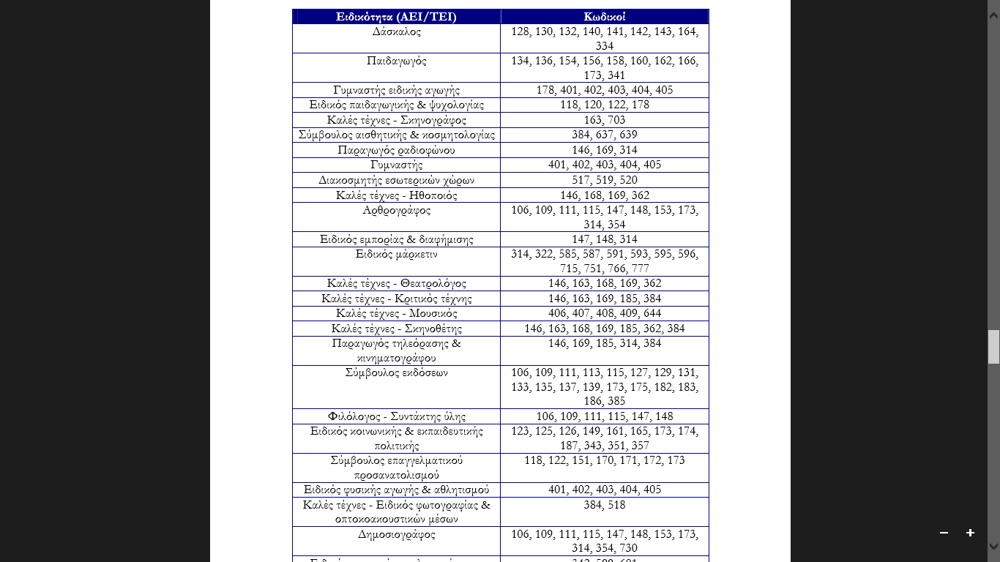 Ειδικότητα (ΑΕΙ/ΤΕΙ) Κωδικοί
Δάσκαλος 128, 130, 132, 140, 141, 142, 143, 164,
334
Παιδαγωγός 134, 136, 154, 156, 158, 160, 162, 166,
173, 341
Γυμναστής ειδικής αγωγής 178, 401, 402, 403, 404, 405
Ειδικός παιδαγωγικής & ψυχολογίας 118, 120, 122, 178
Καλές τέχνες - Σκηνογράφος 163, 703
Σύμβουλος αισθητικής & κοσμητολογίας 384, 637, 639
Παραγωγός ραδιοφώνου 146, 169, 314
Γυμναστής 401, 402, 403, 404, 405
Διακοσμητής εσωτερικών χώρων 517, 519, 520
Καλές τέχνες - Ηθοποιός 146, 168, 169, 362
Αρθρογράφος 106, 109, 111, 115, 147, 148, 153, 173,
314, 354
Ειδικός εμπορίας & διαφήμισης 147, 148, 314
Ειδικός μάρκετιν 314, 322, 585, 587, 591, 593, 595, 596,
715, 751, 766, 777
Καλές τέχνες - Θεατρολόγος 146, 163, 168, 169, 362
Καλές τέχνες - Κριτικός τέχνης 146, 163, 169, 185, 384
Καλές τέχνες - Μουσικός 406, 407, 408, 409, 644
Καλές τέχνες - Σκηνοθέτης 146, 163, 168, 169, 185, 362, 384
Παραγωγός τηλεόρασης & 146, 169, 185, 314, 384
κινηματογράφου
Σύμβουλος εκδόσεων 106, 109, 111, 113, 115, 127, 129, 131,
133, 135, 137, 139, 173, 175, 182, 183,
186, 385
Φιλόλογος - Συντάκτης ύλης 106, 109, 111, 115, 147, 148
Ειδικός κοινωνικής & εκπαιδευτικής 123, 125, 126, 149, 161, 165, 173, 174,
πολιτικής 187, 343, 351, 357
Σύμβουλος επαγγελματικού 118, 122, 151, 170, 171, 172, 173
προσανατολισμού
Ειδικός φυσικής αγωγής & αθλητισμού 401, 402, 403, 404, 405
Καλές τέχνες - Ειδικός φωτογραφίας & 384, 518
οπτοκοακουστικών μέσων
Δημοσιογράφος 106, 109, 111, 115, 147, 148, 153, 173,
314, 354, 730